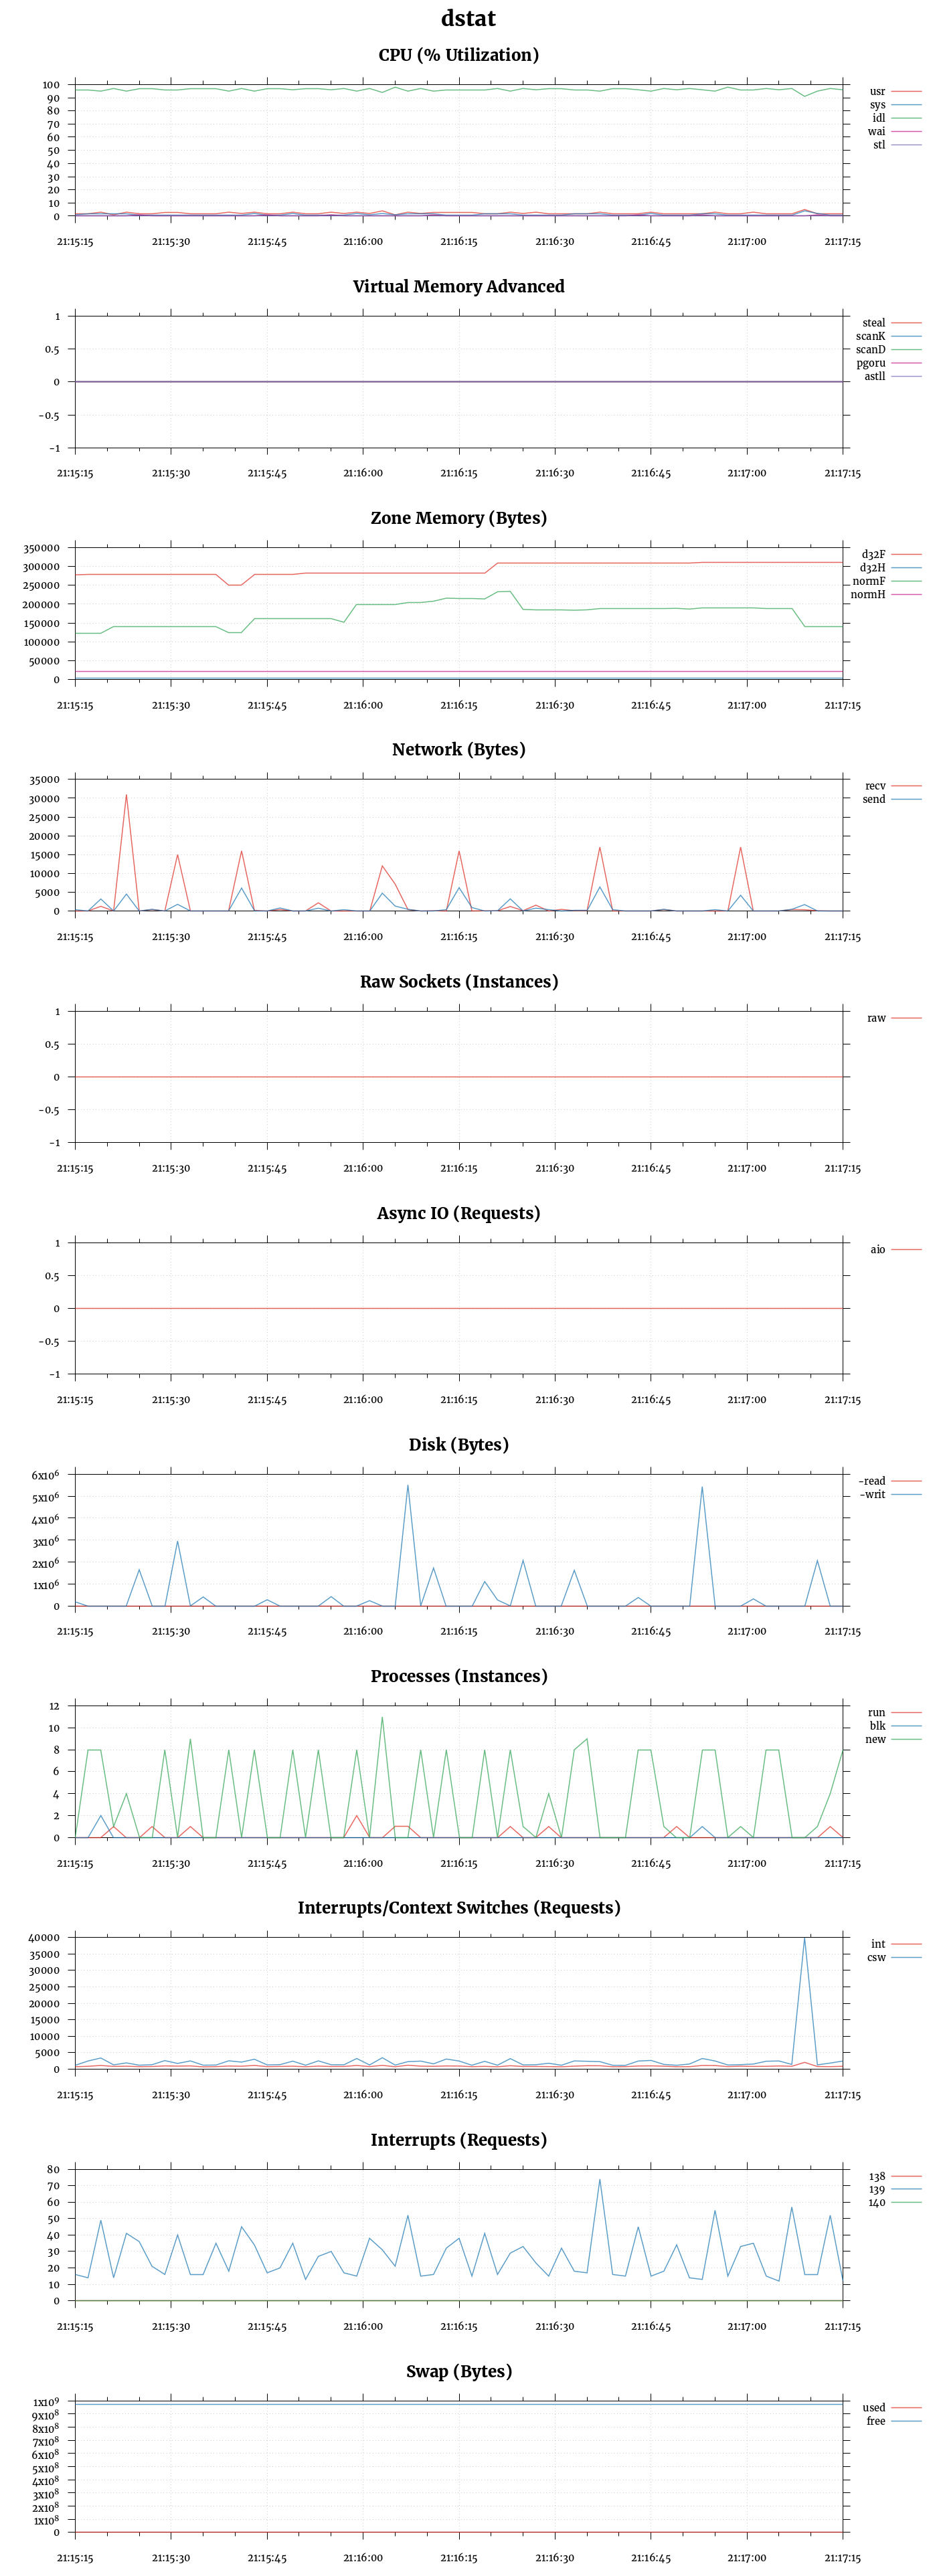 dstat
CPU (% Utilization)
100
90
80
70
60
50
40
30
20
10
0
usr
sys
idl
wai
stl
21:15:15 21:15:30 21:15:45 21:16:00 21:16:15 21:16:30 21:16:45 21:17:00 21:17:15
Virtual Memory Advanced
1
0.5
0
-0.5
-1
steal
scanK
scanD
pgoru
astll
21:15:15 21:15:30 21:15:45 21:16:00 21:16:15 21:16:30 21:16:45 21:17:00 21:17:15
Zone Memory (Bytes)
350000
300000
250000
200000
150000
100000
50000
0
d32F
d32H
normF
normH
21:15:15 21:15:30 21:15:45 21:16:00 21:16:15 21:16:30 21:16:45 21:17:00 21:17:15
Network (Bytes)
35000
30000
25000
20000
15000
10000
5000
0
recv
send
21:15:15 21:15:30 21:15:45 21:16:00 21:16:15 21:16:30 21:16:45 21:17:00 21:17:15
Raw Sockets (Instances)
1
0.5
0
-0.5
-1
raw
21:15:15 21:15:30 21:15:45 21:16:00 21:16:15 21:16:30 21:16:45 21:17:00 21:17:15
Async IO (Requests)
1
0.5
0
-0.5
-1
aio
21:15:15 21:15:30 21:15:45 21:16:00 21:16:15 21:16:30 21:16:45 21:17:00 21:17:15
Disk (Bytes)
6x10⁶
5x10⁶
4x10⁶
3x10⁶
2x10⁶
1x10⁶
0
-read
-writ
21:15:15 21:15:30 21:15:45 21:16:00 21:16:15 21:16:30 21:16:45 21:17:00 21:17:15
Processes (Instances)
12
10
8
6
4
2
0
run
blk
new
21:15:15 21:15:30 21:15:45 21:16:00 21:16:15 21:16:30 21:16:45 21:17:00 21:17:15
Interrupts/Context Switches (Requests)
40000
35000
30000
25000
20000
15000
10000
5000
0
int
csw
21:15:15 21:15:30 21:15:45 21:16:00 21:16:15 21:16:30 21:16:45 21:17:00 21:17:15
Interrupts (Requests)
80
70
60
50
40
30
20
10
0
138
139
140
21:15:15 21:15:30 21:15:45 21:16:00 21:16:15 21:16:30 21:16:45 21:17:00 21:17:15
Swap (Bytes)
1x10⁹
9x10⁸
8x10⁸
7x10⁸
6x10⁸
5x10⁸
4x10⁸
3x10⁸
2x10⁸
1x10⁸
0
used
free
21:15:15 21:15:30 21:15:45 21:16:00 21:16:15 21:16:30 21:16:45 21:17:00 21:17:15